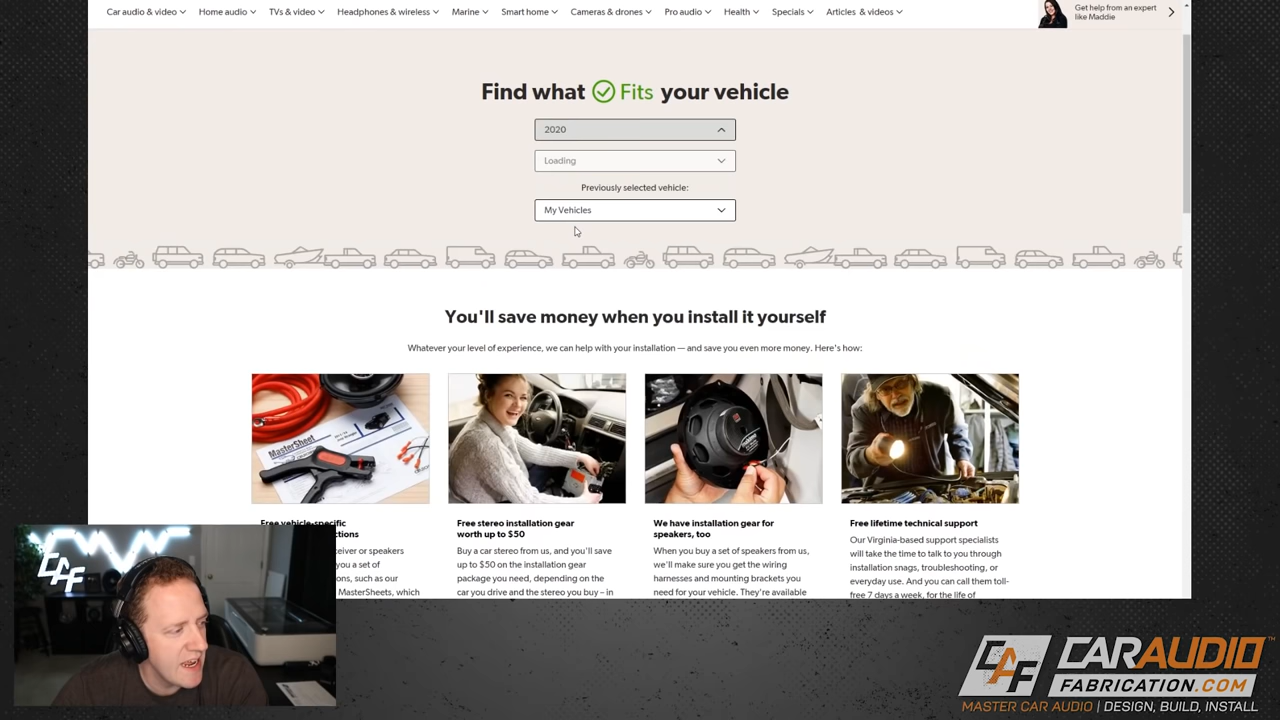 Car audio & video Home audio TVs & video Headphones & wireless Marine Smart home Cameras & drones Pro audio Health Specials Articles & videos
Get help from an expert
like Maddie
Find what Fits your vehicle
2020
Loading
Previously selected vehicle:
My Vehicles
You'll save money when you install it yourself
Whatever your level of experience, we can help with your installation — and save you even more money. Here's how:
MasterSheet
Free vehicle-specific
ctions
ceiver or speakers
you a set of
ons, such as our
MasterSheets, which
Free stereo installation gear
worth up to $50
Buy a car stereo from us, and you'll save
up to $50 on the installation gear
package you need, depending on the
car you drive and the stereo you buy – in
We have installation gear for
speakers, too
When you buy a set of speakers from us,
we'll make sure you get the wiring
harnesses and mounting brackets you
need for your vehicle. They're available
Free lifetime technical support
Our Virginia-based support specialists
will take the time to talk to you through
installation snags, troubleshooting, or
everyday use. And you can call them toll-
free 7 days a week, for the life of
CAF
CAF
CARAUDIO™
FABRICATION.COM
MASTER CAR AUDIO | DESIGN, BUILD, INSTALL